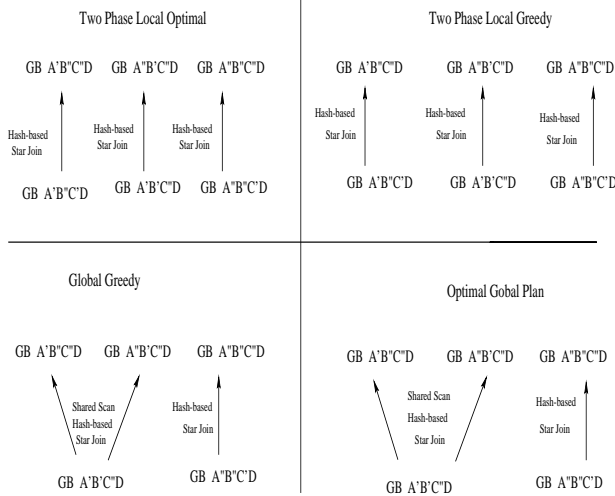 Two Phase Local Optimal
GB A'B"C"D GB A"B'C"D GB A"B"C"D
Hash-based
Star Join
Hash-based
Star Join
Hash-based
Star Join
GB A'B"C'D GB A'B'C"D GB A"B"C'D
Two Phase Local Greedy
GB A'B"C"D GB A"B'C"D GB A"B"C"D
Hash-based
Star Join
Hash-based
Star Join
Hash-based
Star Join
GB A'B"C'D GB A'B'C"D GB A"B"C'D
Global Greedy
GB A'B"C"D GB A"B'C"D GB A"B"C"D
Shared Scan
Hash-based
Star Join
Hash-based
Star Join
GB A'B'C"D GB A"B"C'D
Optimal Gobal Plan
GB A'B"C"D GB A"B'C"D GB A"B"C"D
Shared Scan
Hash-based
Star Join
Hash-based
Star Join
GB A'B'C'D GB A"B"C'D